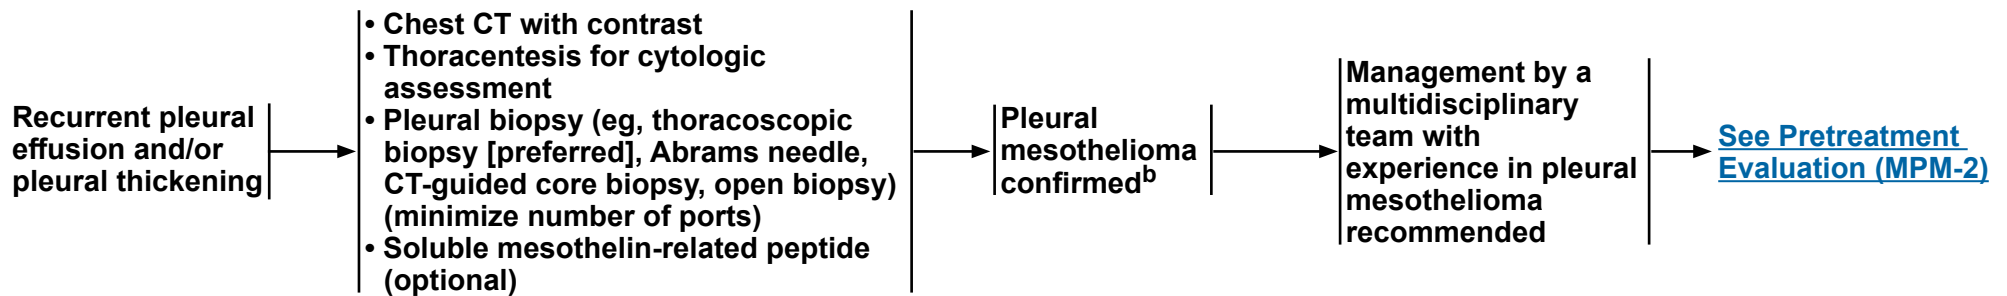 Recurrent pleural
effusion and/or
pleural thickening
• Chest CT with contrast
• Thoracentesis for cytologic
assessment
• Pleural biopsy (eg, thoracoscopic
biopsy [preferred], Abrams needle,
CT-guided core biopsy, open biopsy)
(minimize number of ports)
• Soluble mesothelin-related peptide
(optional)
Pleural
mesothelioma
confirmedᵇ
Management by a
multidisciplinary
team with
experience in pleural
mesothelioma
recommended
See Pretreatment
Evaluation (MPM-2)